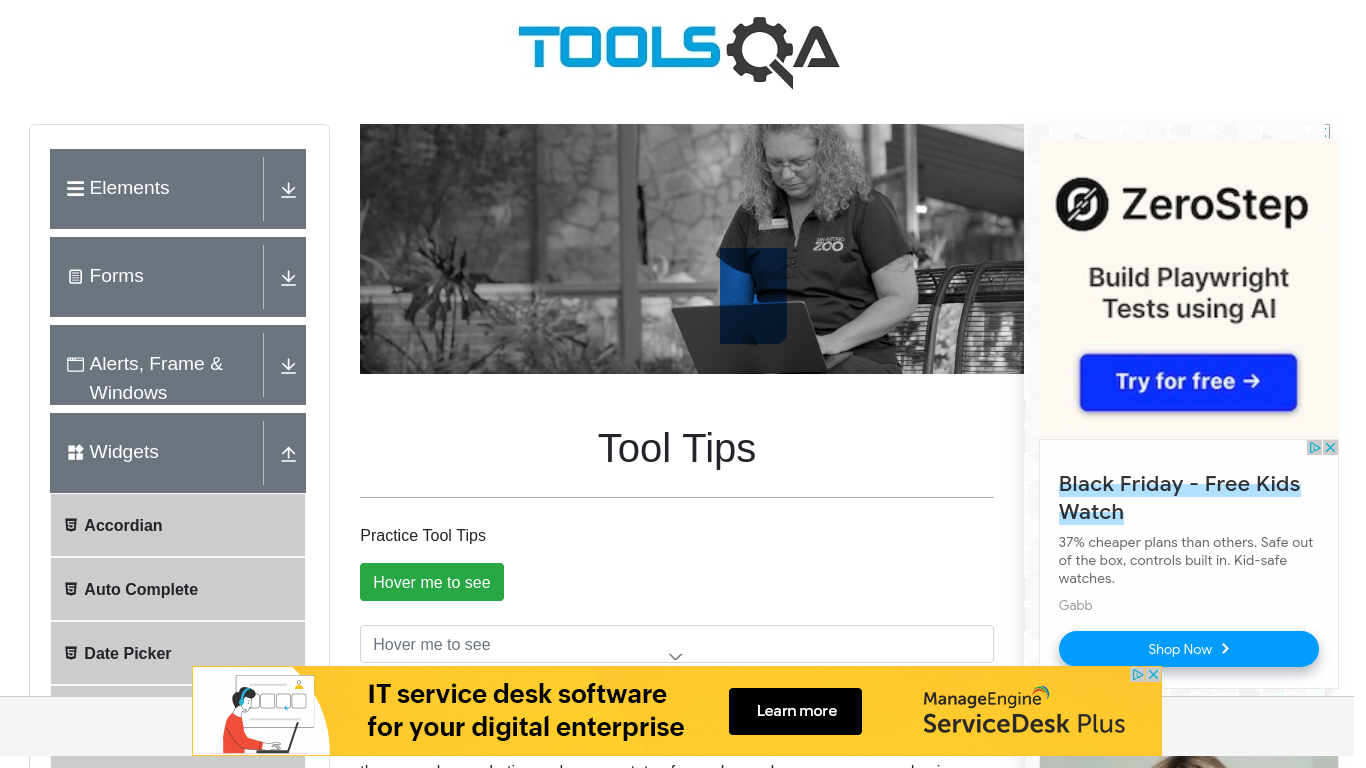 TOOLSQA
Elements
Forms
Alerts, Frame &
Windows
Widgets
Accordian
Auto Complete
Date Picker
SAN ANTONIO
ZOO
Tool Tips
Practice Tool Tips
Hover me to see
Hover me to see
ZeroStep
Build Playwright
Tests using AI
Try for free →
Black Friday - Free Kids
Watch
37% cheaper plans than others. Safe out
of the box, controls built in. Kid-safe
watches.
Gabb
Shop Now
IT service desk software
for your digital enterprise
Learn more
ManageEngine
ServiceDesk Plus